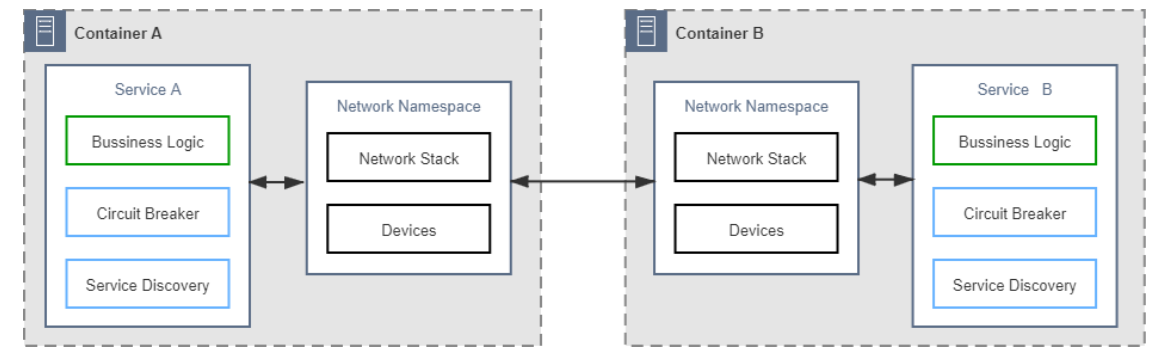 Container A
Service A
Bussiness Logic
Circuit Breaker
Service Discovery
Network Namespace
Network Stack
Devices
Container B
Network Namespace
Network Stack
Devices
Service B
Bussiness Logic
Circuit Breaker
Service Discovery